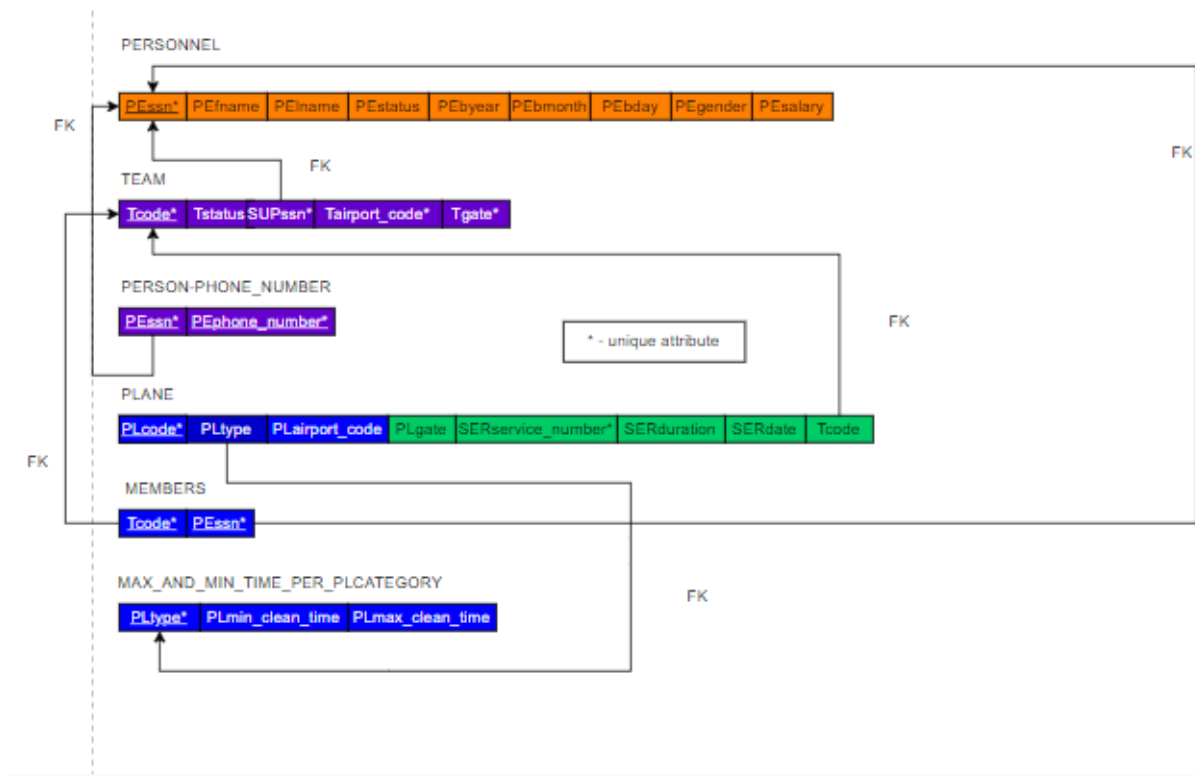 PERSONNEL
PEssn* PEfname PElname PEstatus PEbyear PEbmonth PEbday PEgender PEsalary
FK
FK
FK
TEAM
Tcode* Tstatus SUPssn* Tairport_code* Tgate*
PERSON-PHONE_NUMBER
PEssn* PEphone_number*
FK
* - unique attribute
PLANE
PLcode* PLtype PLairport_code PLgate SERservice_number* SERduration SERdate Tcode
FK
MEMBERS
Tcode* PEssn*
MAX_AND_MIN_TIME_PER_PLCATEGORY
FK
PLtype* PLmin_clean_time PLmax_clean_time